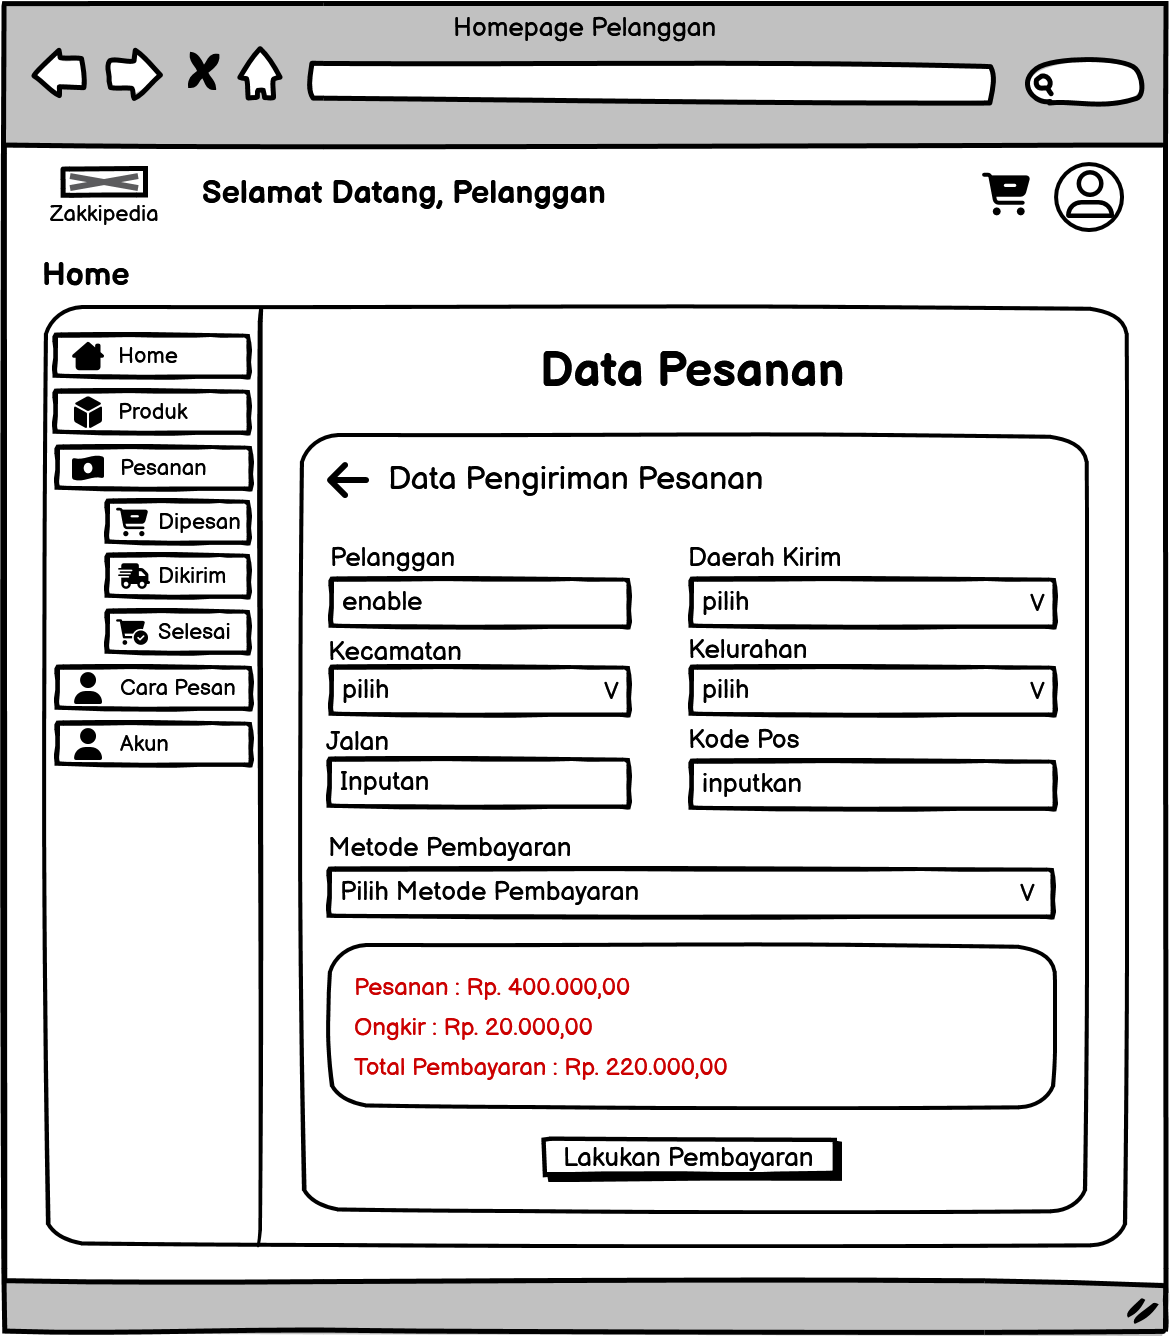 Homepage Pelanggan
Zakkipedia
Selamat Datang, Pelanggan
Home
Home
Produk
Pesanan
Dipesan
Dikirim
Selesai
Cara Pesan
Akun
Data Pesanan
Data Pengiriman Pesanan
Pelanggan
Daerah Kirim
enable
pilih V
Kecamatan
Kelurahan
pilih V
pilih V
Jalan
Kode Pos
Inputan
inputkan
Metode Pembayaran
Pilih Metode Pembayaran V
Pesanan : Rp. 400.000,00
Ongkir : Rp. 20.000,00
Total Pembayaran : Rp. 220.000,00
Lakukan Pembayaran